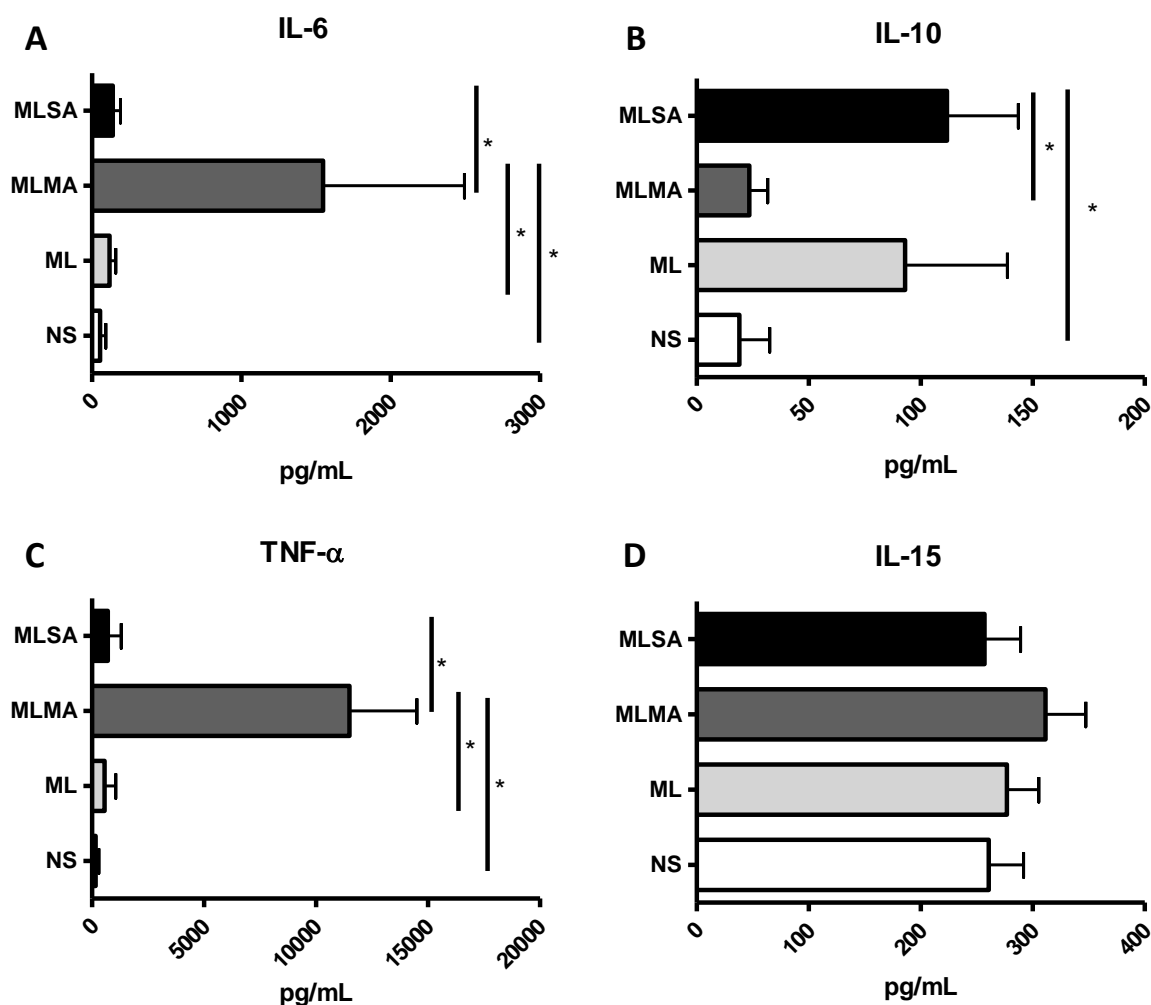 A
IL-6
MLSA
MLMA
ML
NS
*
*
*
0
1000
2000
3000
pg/mL
B
IL-10
MLSA
MLMA
ML
NS
*
*
0
50
100
150
200
pg/mL
C
TNF-α
MLSA
MLMA
ML
NS
*
*
*
0
5000
10000
15000
20000
pg/mL
D
IL-15
MLSA
MLMA
ML
NS
0
100
200
300
400
pg/mL